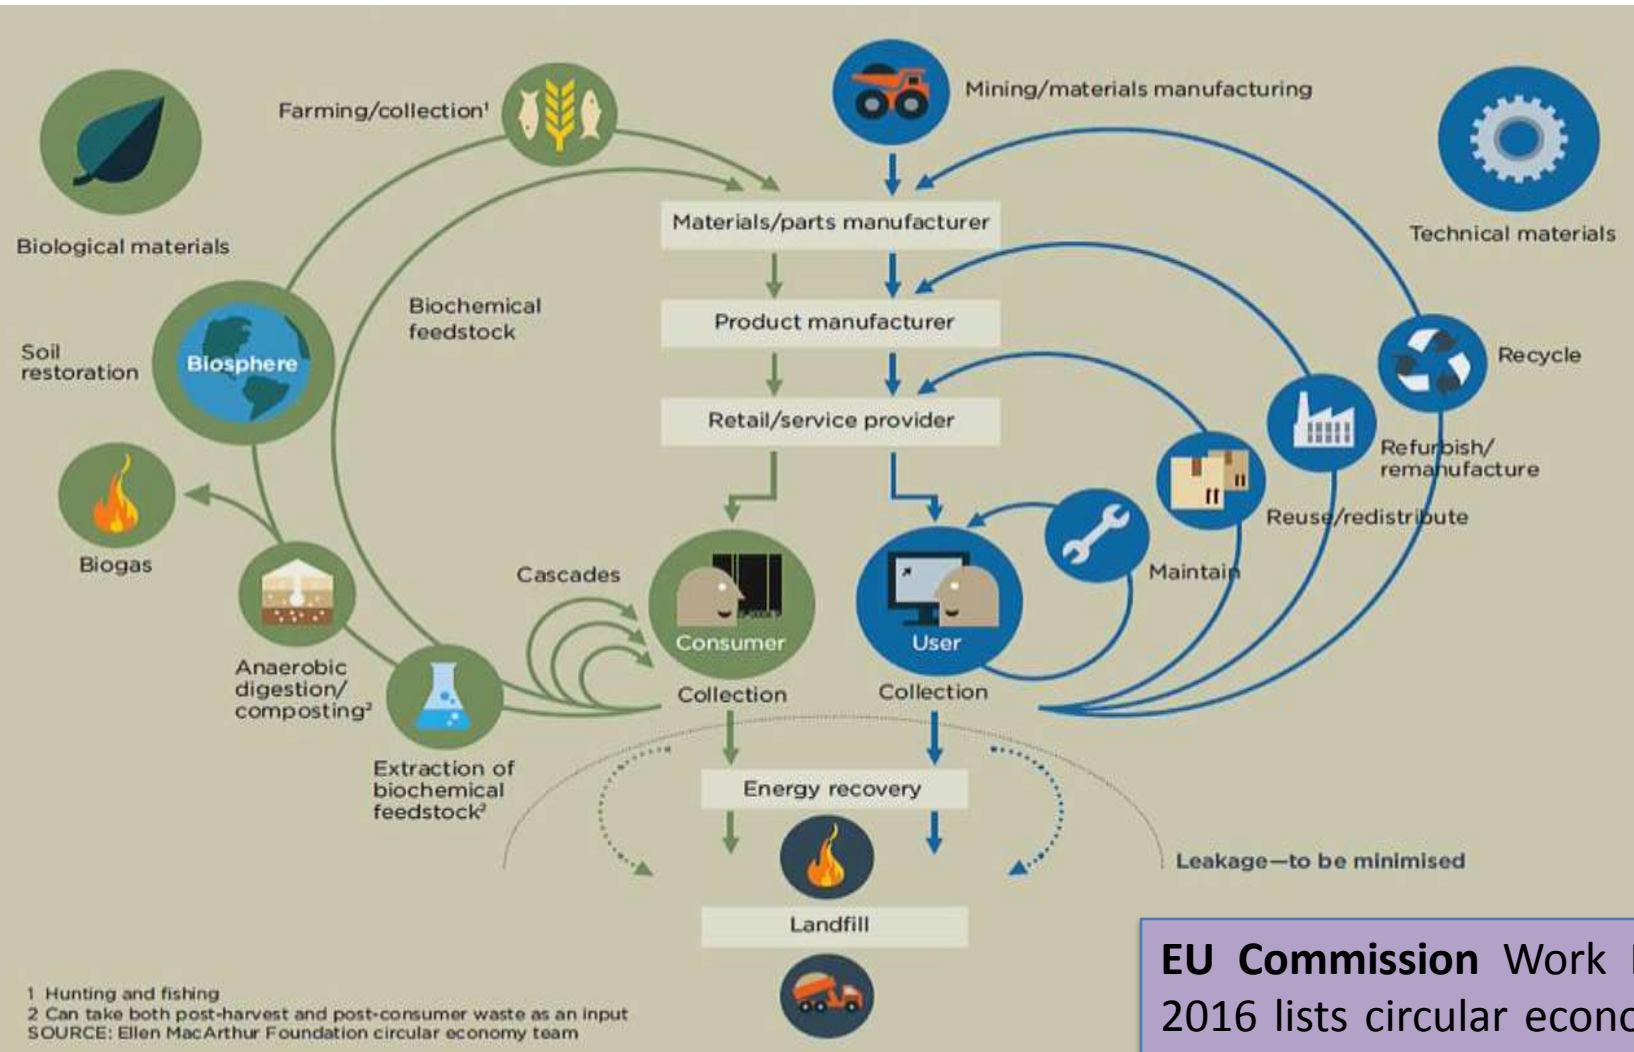 Farming/collection¹
Mining/materials manufacturing
Biological materials
Technical materials
Materials/parts manufacturer
Biochemical
feedstock
Product manufacturer
Soil
restoration
Biosphere
Recycle
Retail/service provider
Refurbish/
remanufacture
Reuse/redistribute
Biogas
Cascades
Maintain
Consumer
User
Anaerobic
digestion/
composting²
Collection
Collection
Extraction of
biochemical
feedstock²
Energy recovery
Leakage—to be minimised
Landfill
EU Commission Work
2016 lists circular
1 Hunting and fishing
2 Can take both post-harvest and post-consumer waste as an input
SOURCE: Ellen MacArthur Foundation circular economy team